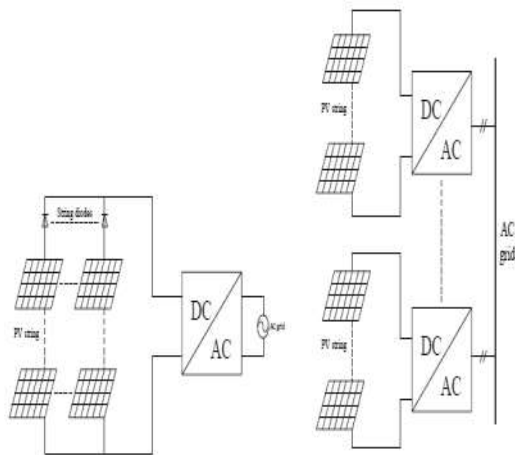 String diodes
PV string
DC
AC
AC grid
PV string
DC
AC
PV string
DC
AC
AC
grid